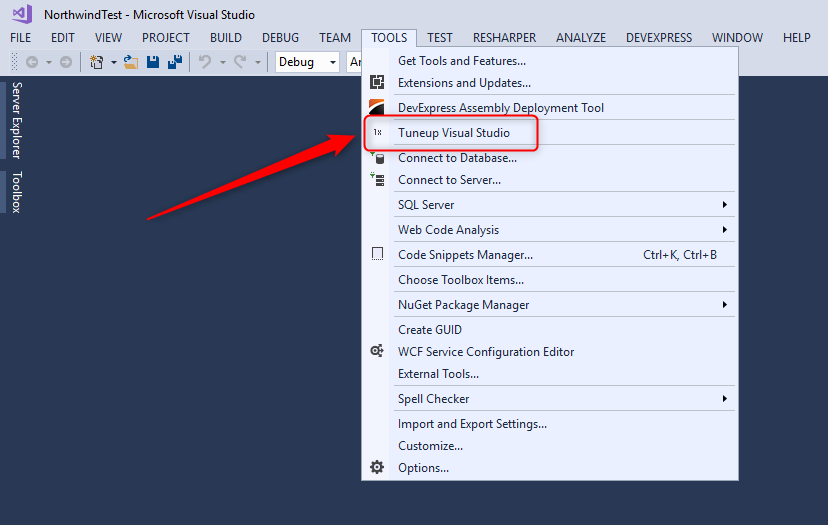 NorthwindTest - Microsoft Visual Studio
FILE EDIT VIEW PROJECT BUILD DEBUG TEAM TOOLS TEST RESHARPER ANALYZE DEVEXPRESS WINDOW HELP
Debug
Server Explorer
Toolbox
Get Tools and Features...
Extensions and Updates...
DevExpress Assembly Deployment Tool
1x Tuneup Visual Studio
Connect to Database...
Connect to Server...
SQL Server
Web Code Analysis
Code Snippets Manager... Ctrl+K, Ctrl+B
Choose Toolbox Items...
NuGet Package Manager
Create GUID
WCF Service Configuration Editor
External Tools...
Spell Checker
Import and Export Settings...
Customize...
Options...